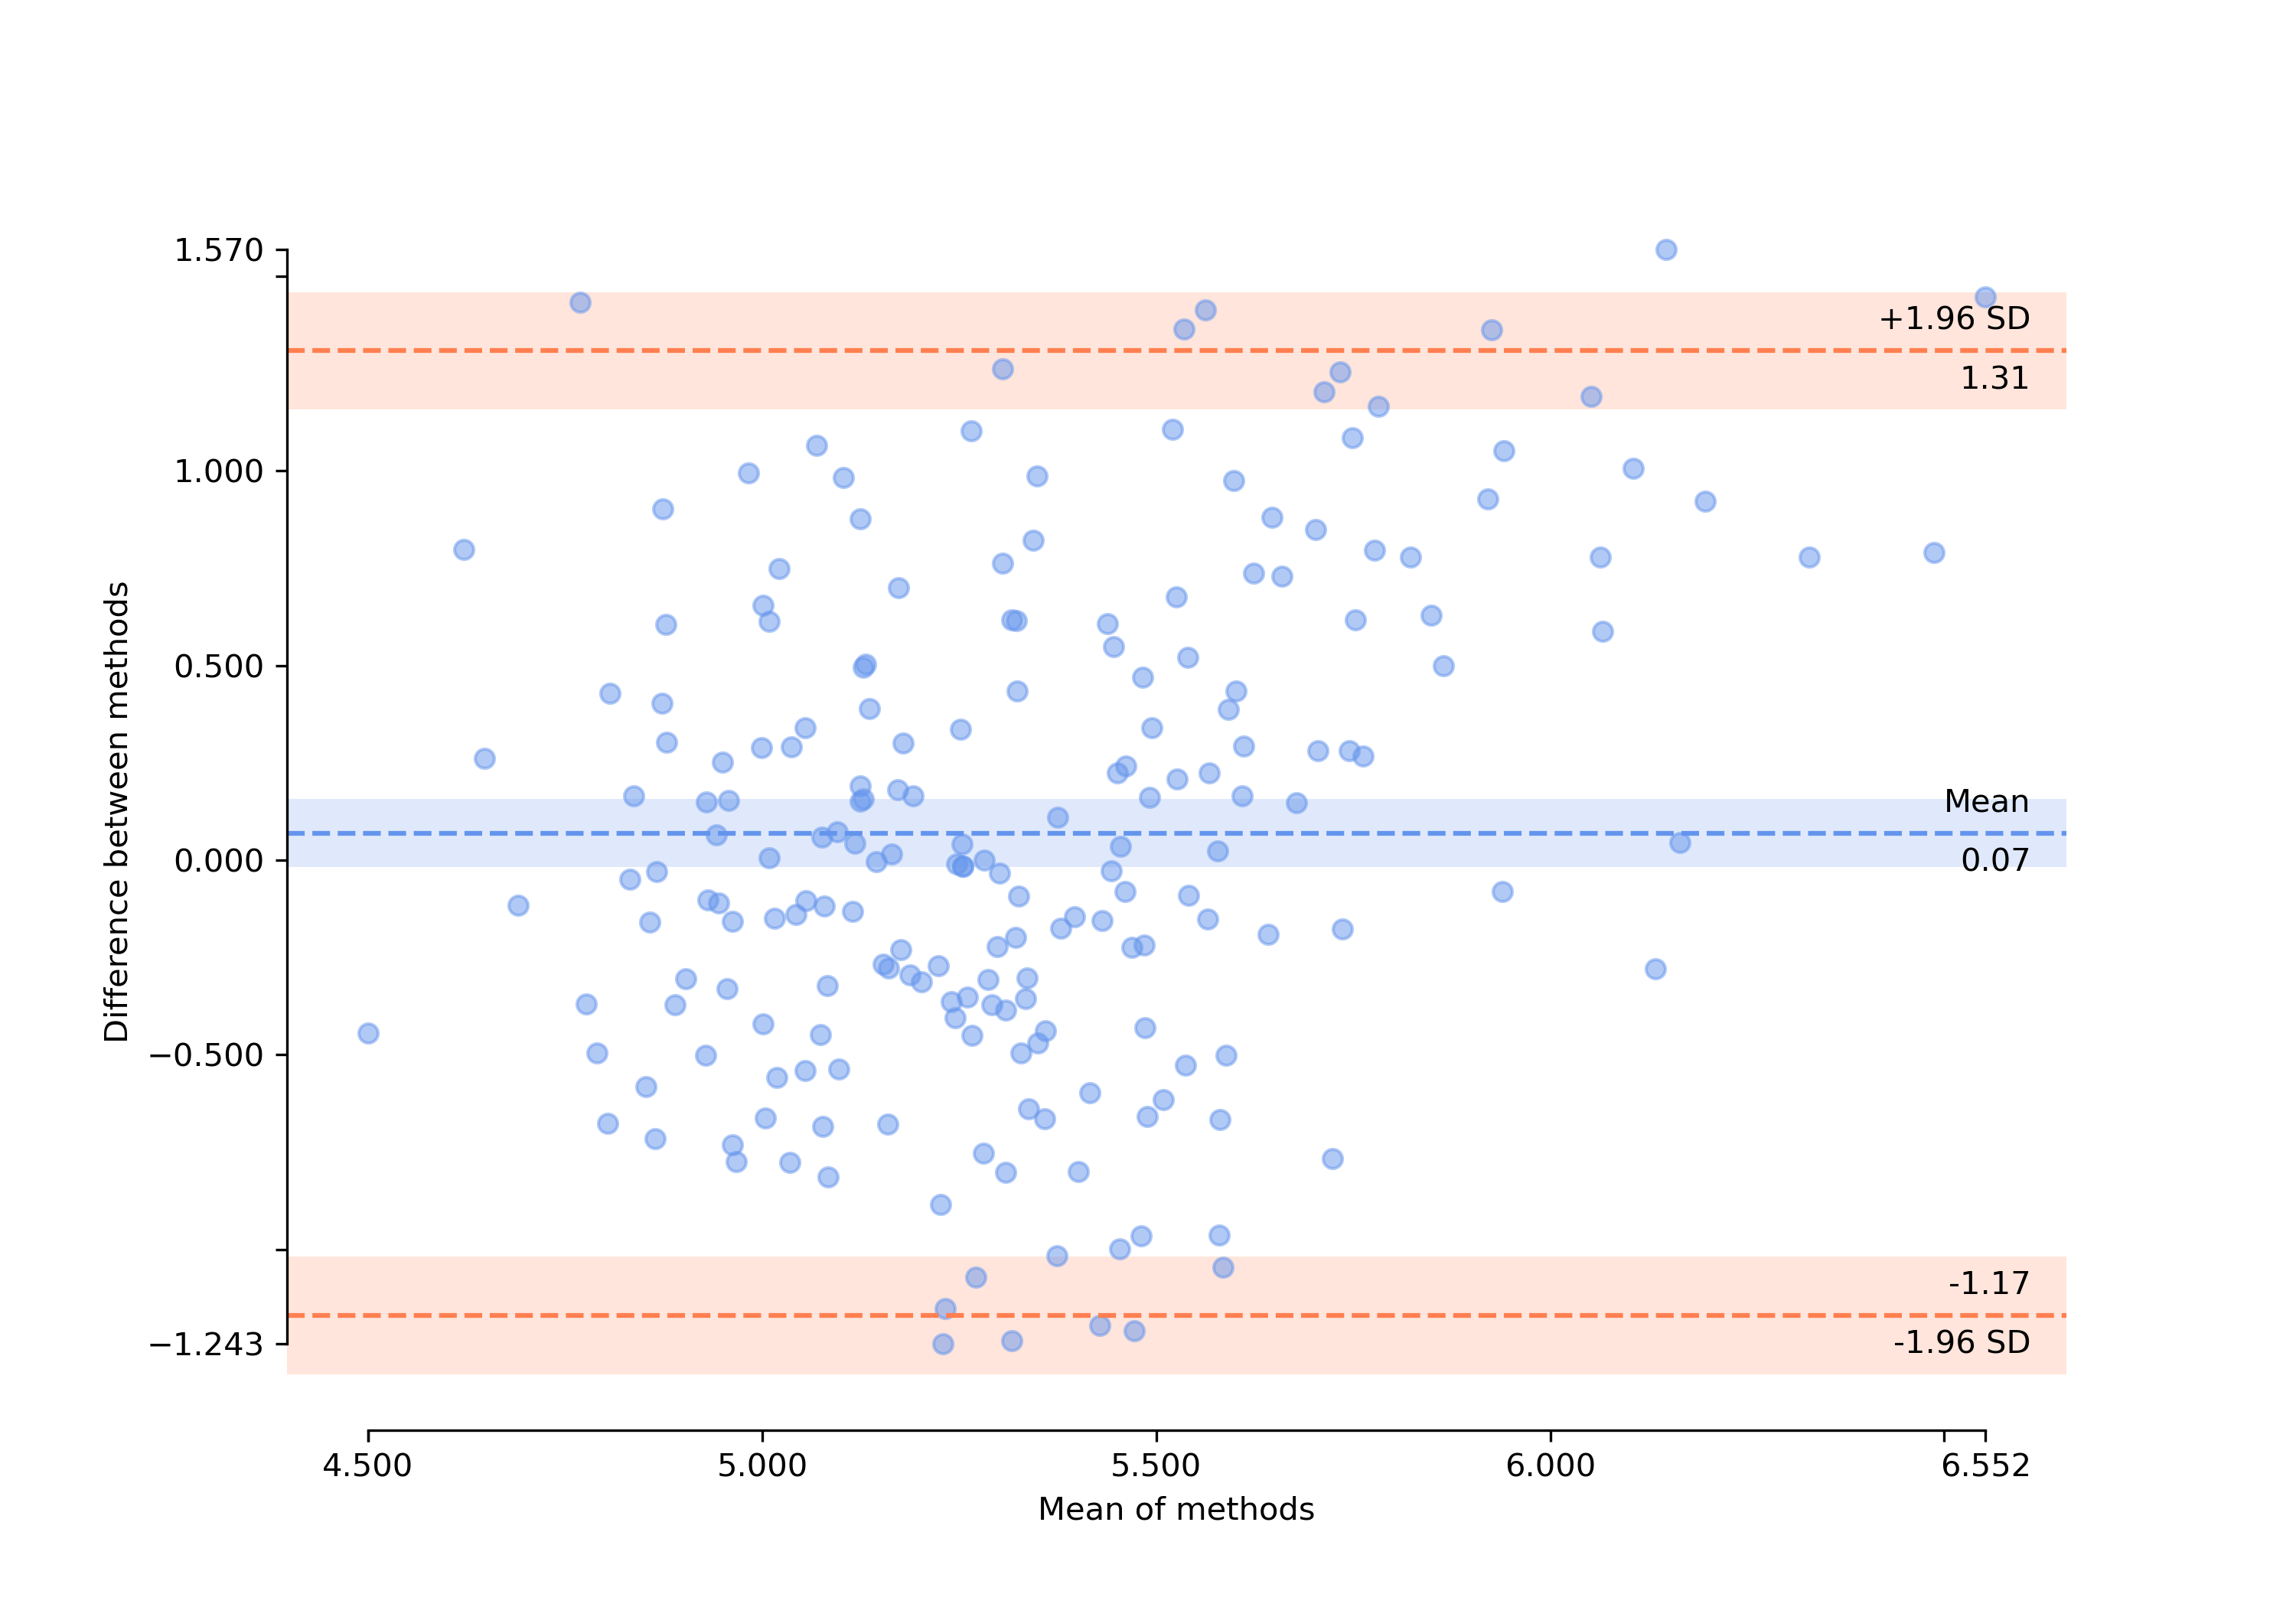 1.570
1.000
0.500
0.000
−0.500
−1.243
Difference between methods
+1.96 SD
1.31
Mean
0.07
-1.17
-1.96 SD
4.500
5.000
5.500
6.000
6.552
Mean of methods